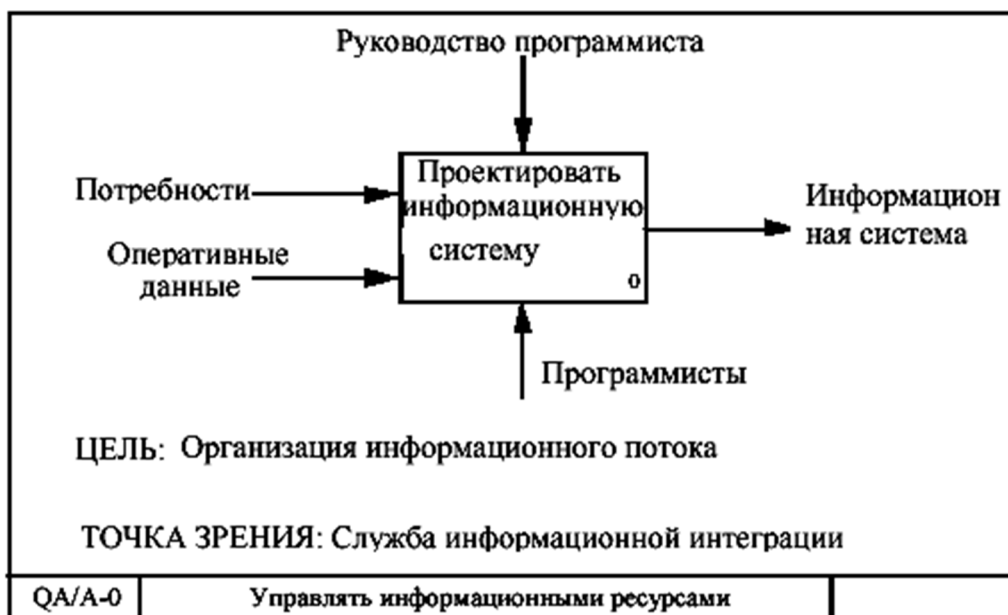 Руководство программиста
Потребности
Оперативные
данные
Проектировать
информационную
систему
0
Информацион
ная система
Программисты
ЦЕЛЬ: Организация информационного потока
ТОЧКА ЗРЕНИЯ: Служба информационной интеграции
QA/A-0 Управлять информационными ресурсами